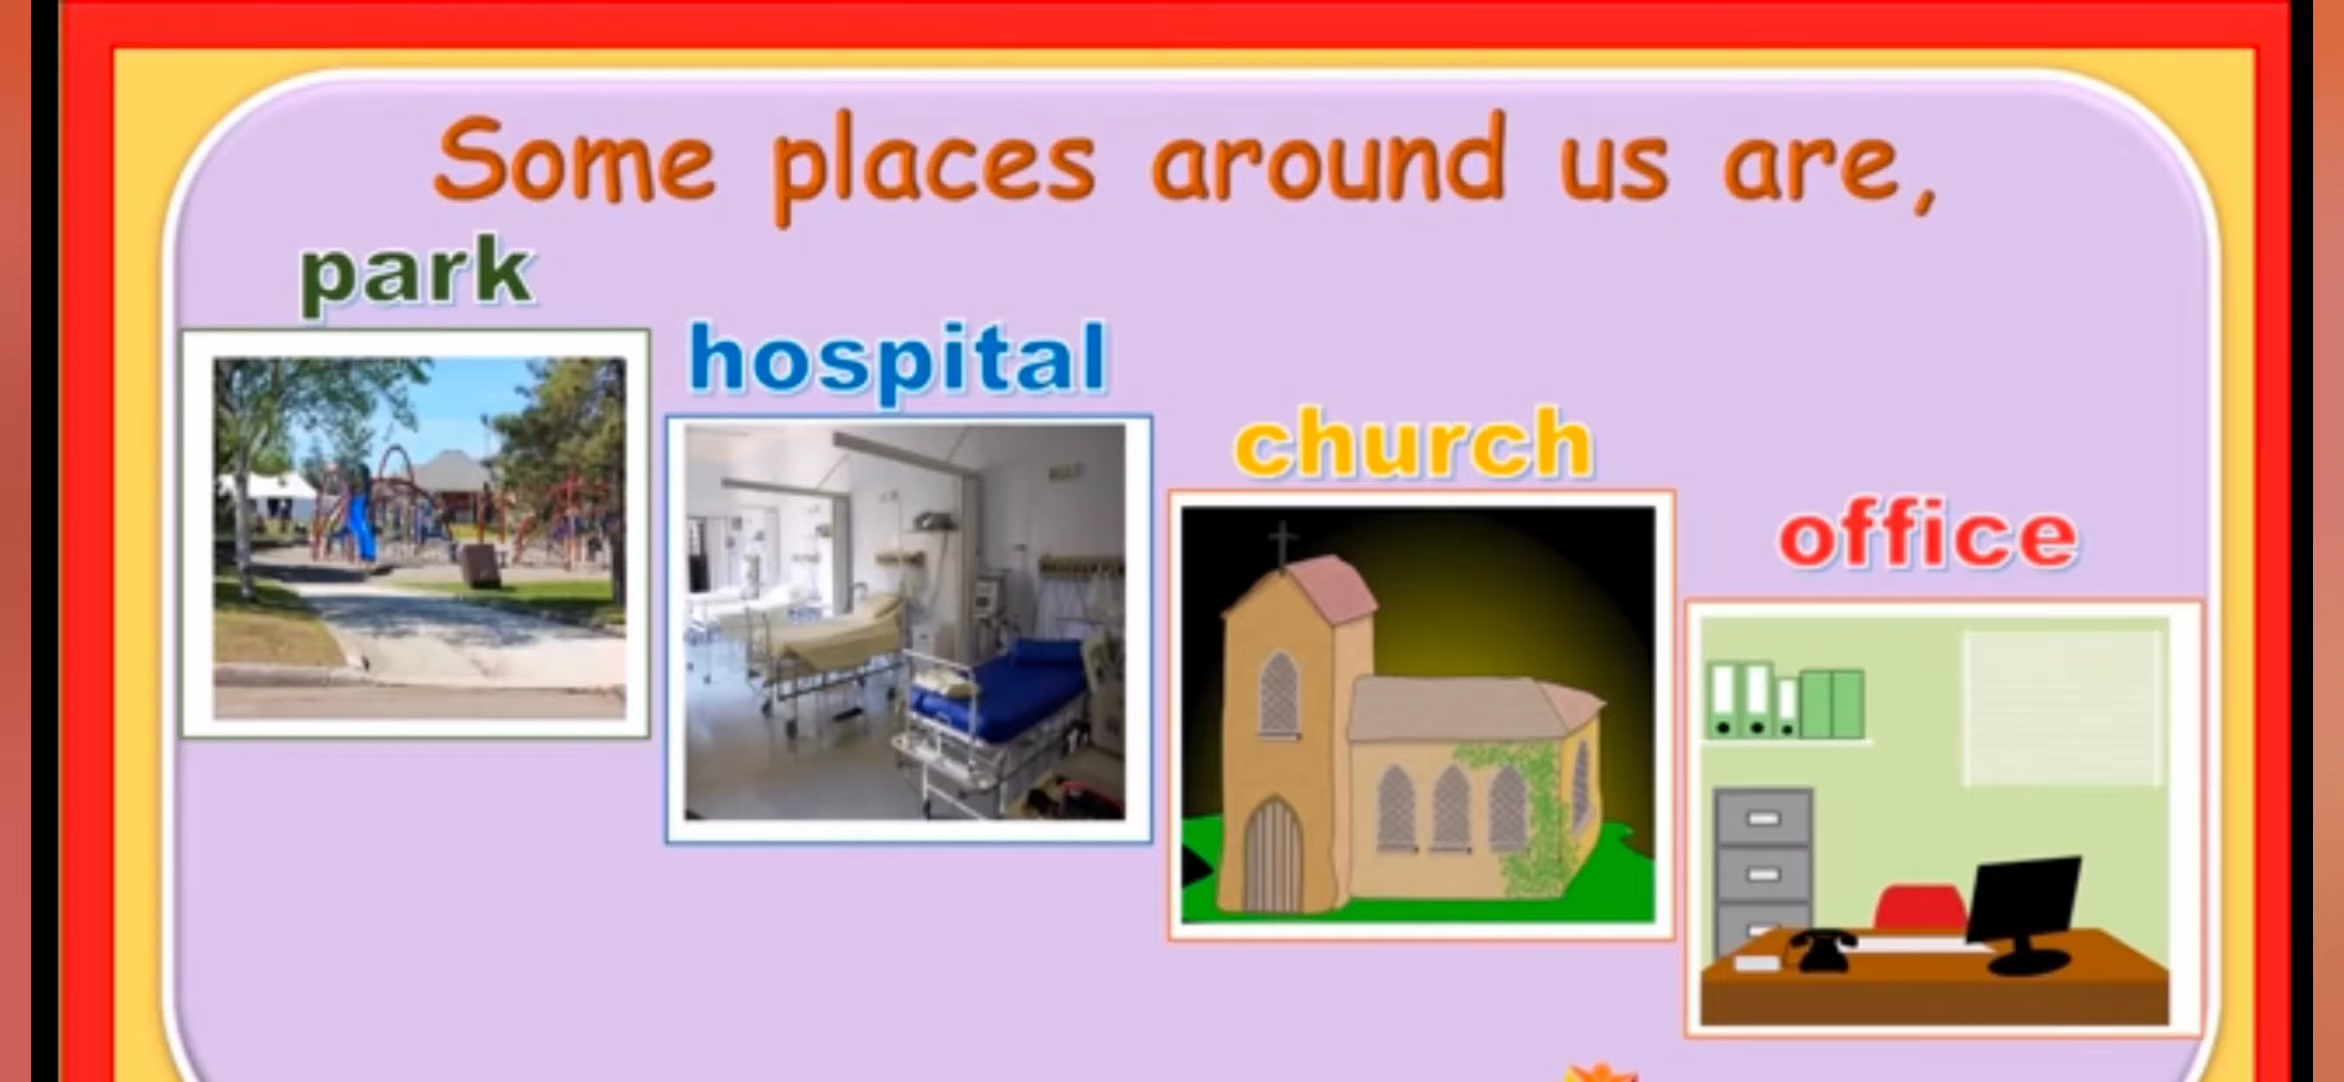 Some places around us are,
park
hospital
church
office